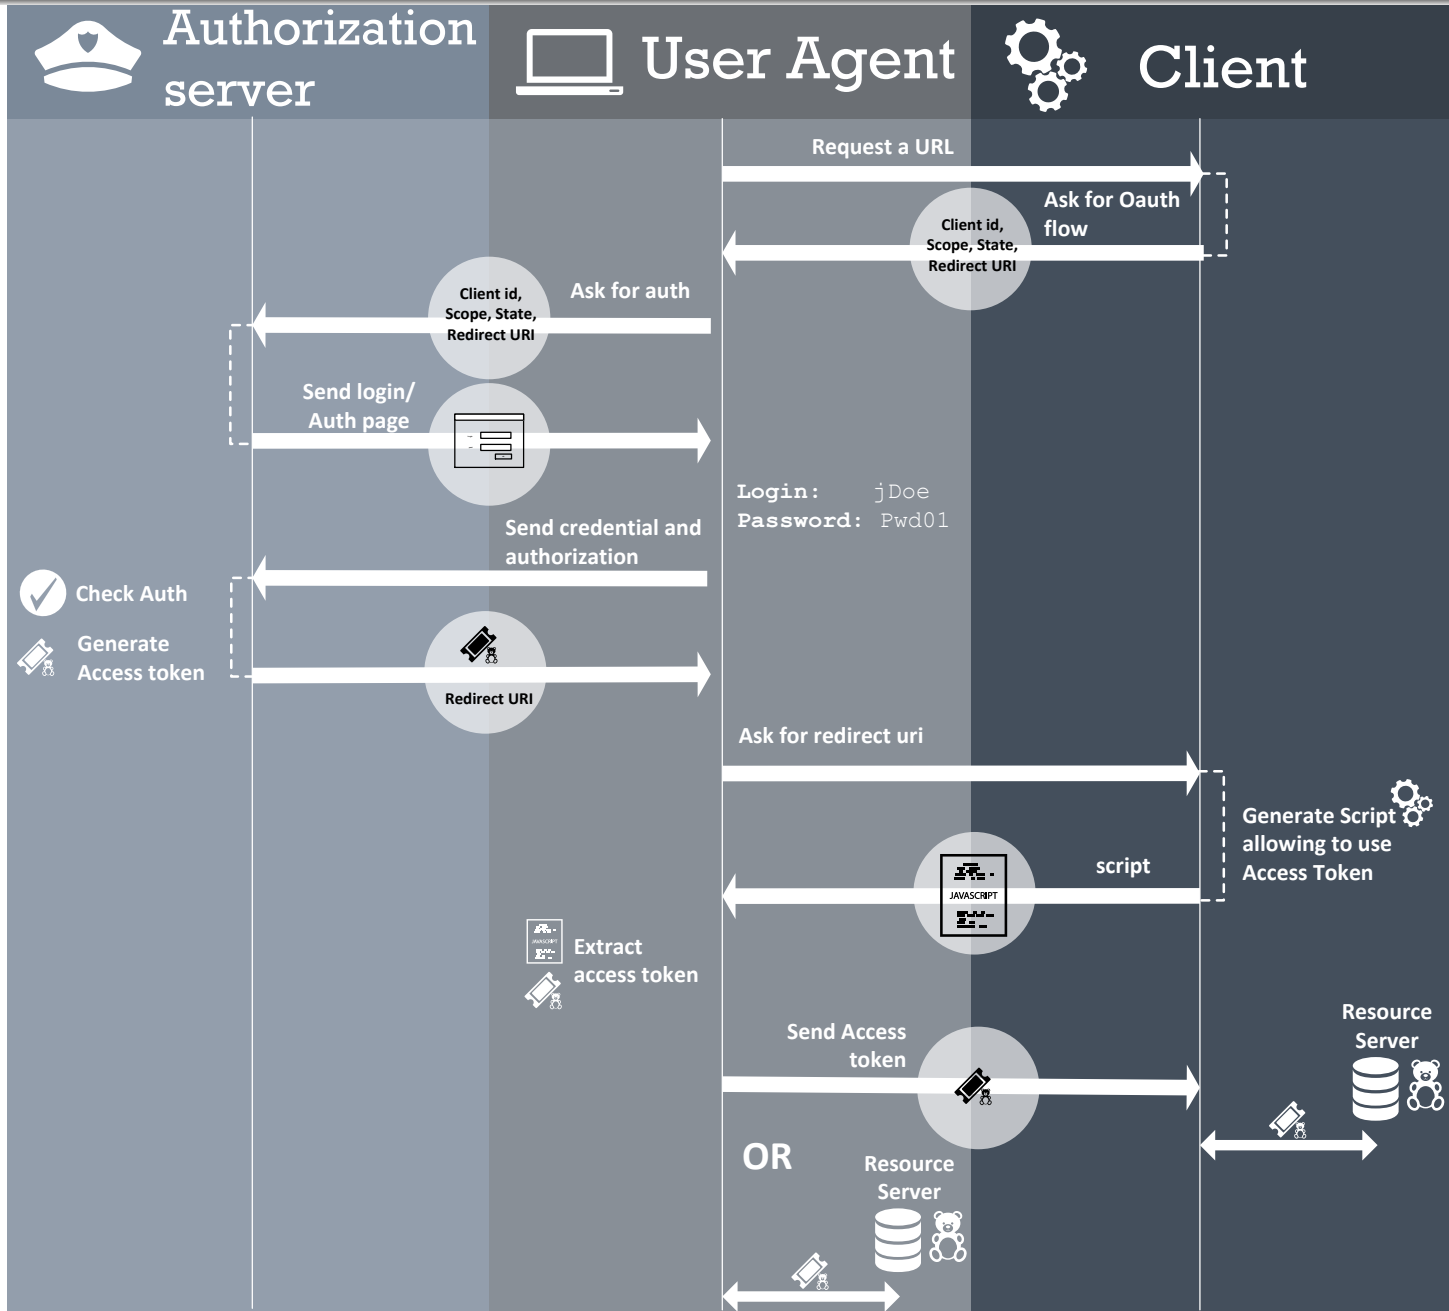 Authorization
server
User Agent
Client
Request a URL
Ask for Oauth
flow
Client id,
Scope, State,
Redirect URI
Ask for auth
Client id,
Scope, State,
Redirect URI
Send login/
Auth page
Login: jDoe
Password: Pwd01
Send credential and
authorization
Check Auth
Generate
Access token
Redirect URI
Ask for redirect uri
Generate Script
allowing to use
Access Token
script
JAVASCRIPT
JAVASCRIPT
Extract
access token
Send Access
token
Resource
Server
OR
Resource
Server